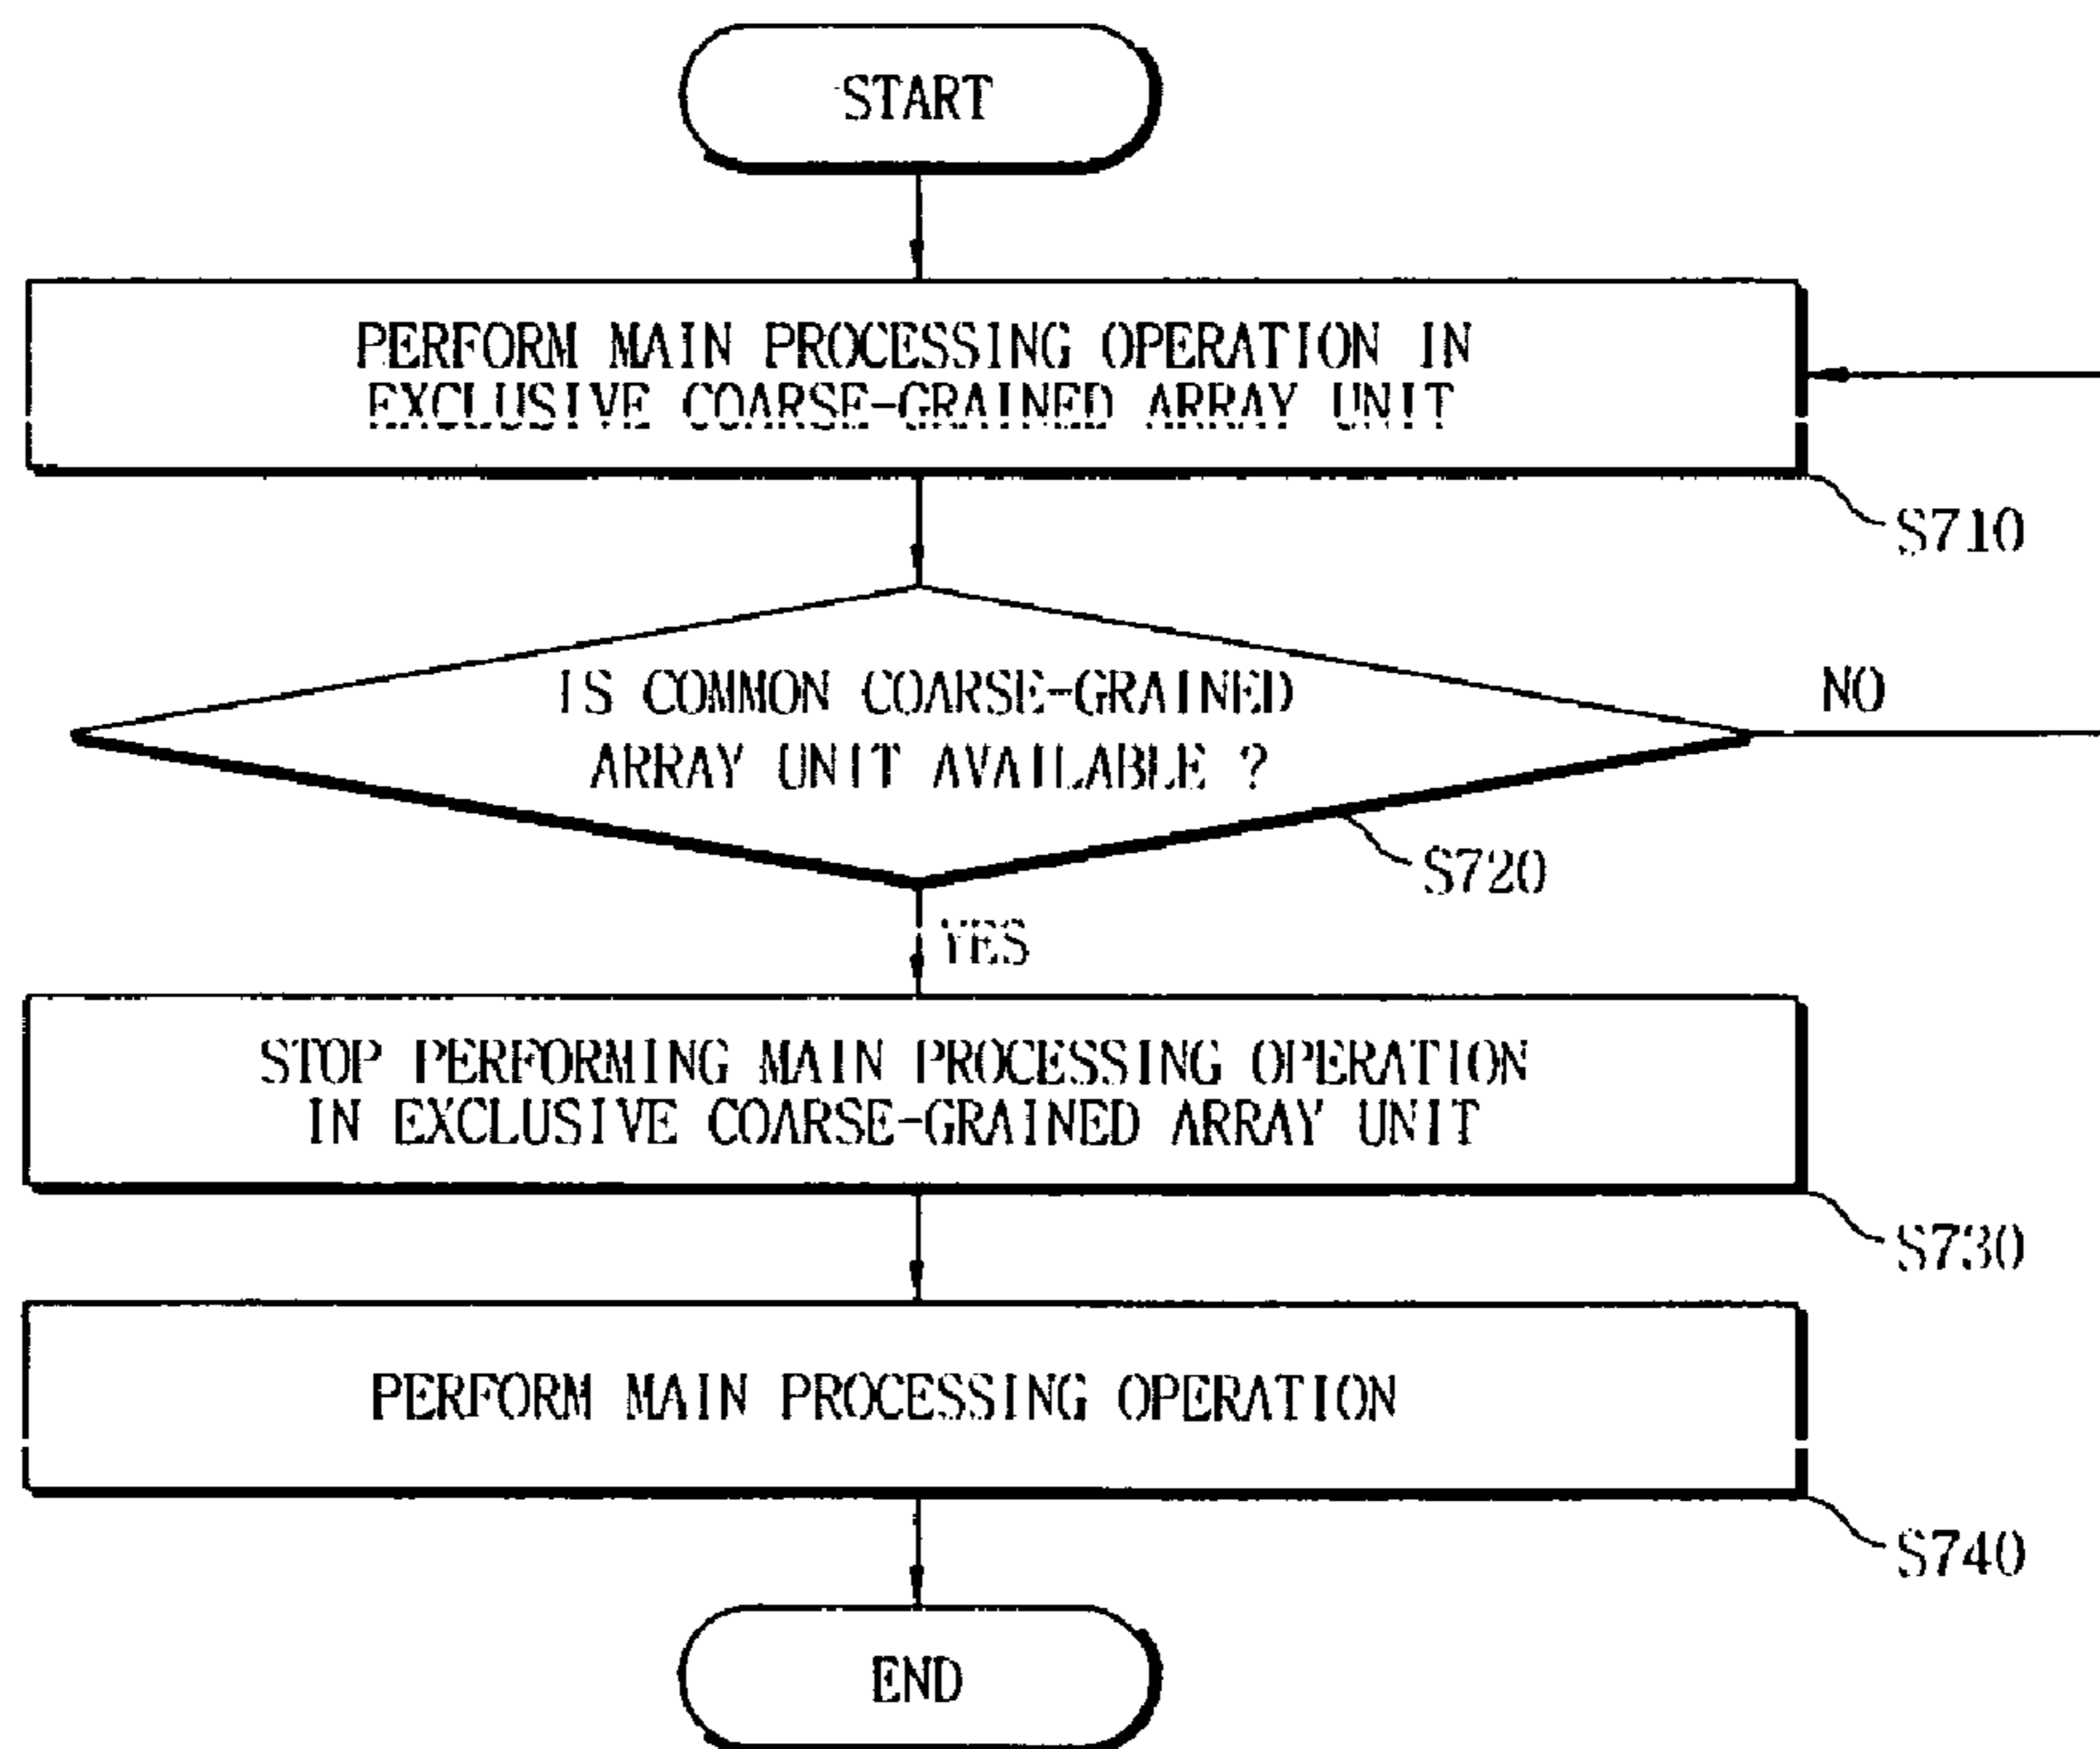 START
PERFORM MAIN PROCESSING OPERATION IN
EXCLUSIVE COARSE-GRAINED ARRAY UNIT
S710
IS COMMON COARSE-GRAINED
ARRAY UNIT AVAILABLE ?
NO
S720
YES
STOP PERFORMING MAIN PROCESSING OPERATION
IN EXCLUSIVE COARSE-GRAINED ARRAY UNIT
S730
PERFORM MAIN PROCESSING OPERATION
S740
END